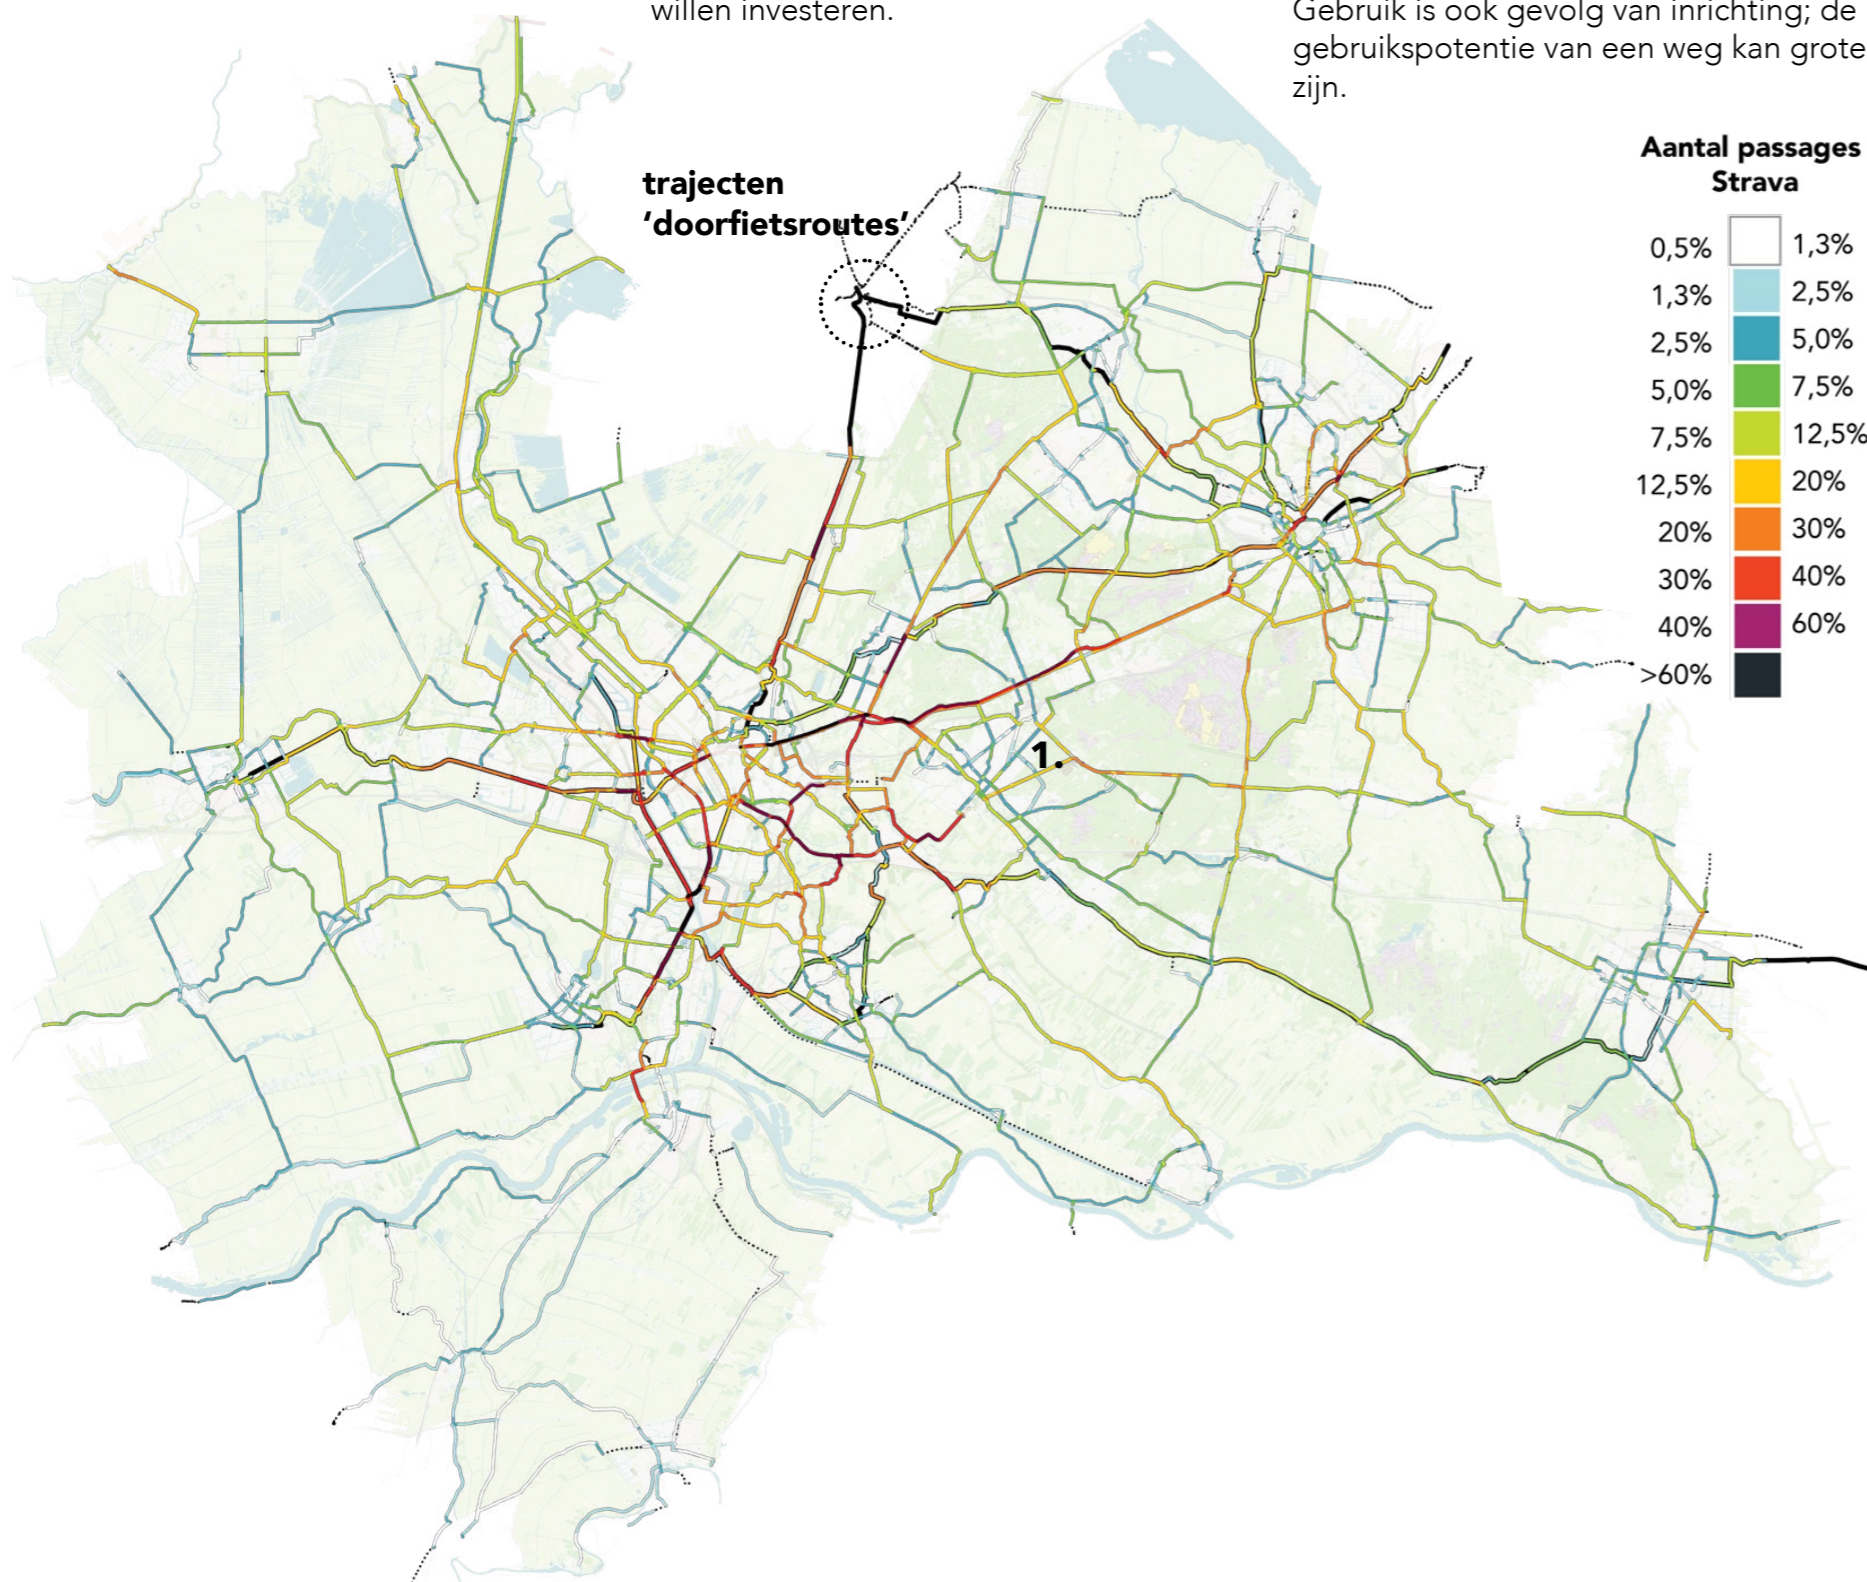 willen investeren.
Gebruik is ook gevolg van inrichting; de
gebruikspotentie van een weg kan grote
zijn.
trajecten
‘doorfietsroutes’
Aantal passages
Strava
0,5% 1,3%
1,3% 2,5%
2,5% 5,0%
5,0% 7,5%
7,5% 12,5%
12,5% 20%
20% 30%
30% 40%
40% 60%
>60%
1.